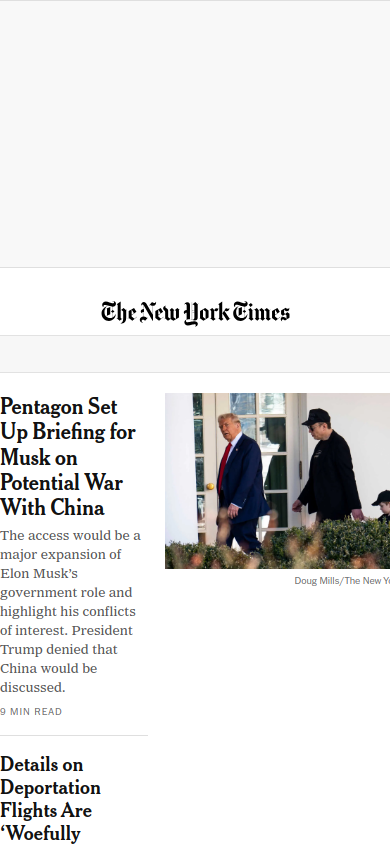 The New York Times
Pentagon Set
Up Briefing for
Musk on
Potential War
With China
The access would be a
major expansion of
Elon Musk’s
government role and
highlight his conflicts
of interest. President
Trump denied that
China would be
discussed.
9 MIN READ
Doug Mills/The New Yo
Details on
Deportation
Flights Are
‘Woefully